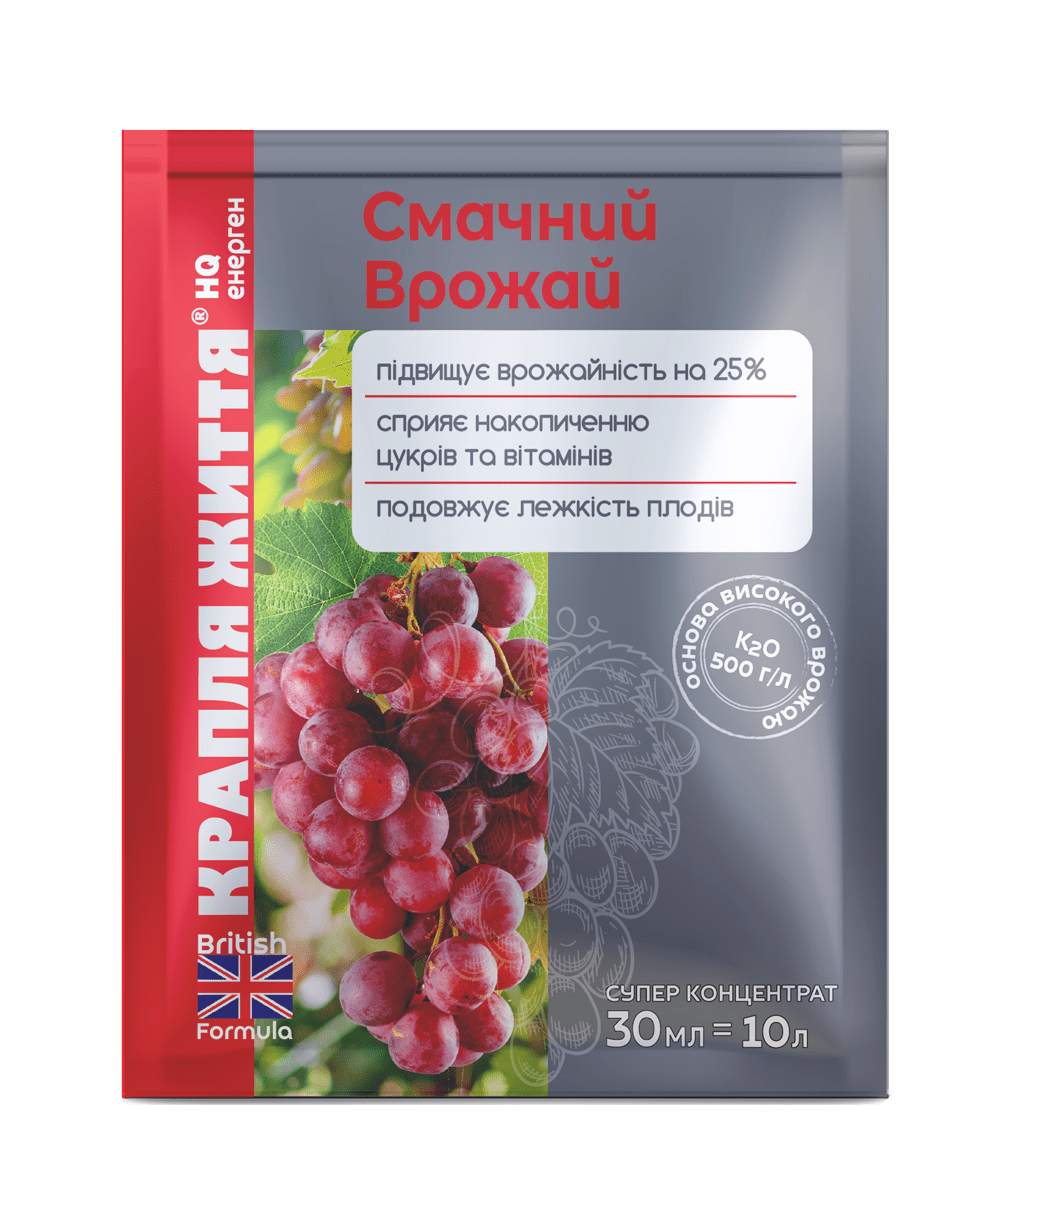 Смачний
Врожай
підвищує врожайність на 25%
сприяє накопиченню
цукрів та вітамінів
подовжує лежкість плодів
КРАПЛЯ ЖИТТЯ® HQ
енерген
основа високого врожаю
K2O
500 г/л
British
Formula
СУПЕР КОНЦЕНТРАТ
30мл = 10л